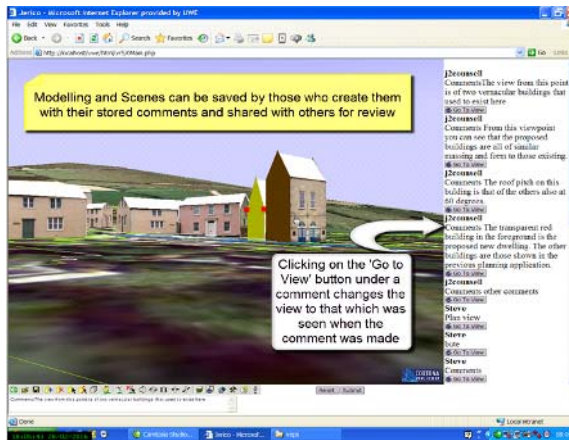 Jerico - Microsoft Internet Explorer provided by UWE
File Edit View Favorites Tools Help
Back Search Favorites
Address Go Links
Modelling and Scenes can be saved by those who create them
with their stored comments and shared with others for review
Clicking on the 'Go to
View' button under a
comment changes the
view to that which was
seen when the
comment was made
j2counsell
CommentsThe view from this point
is of two vernacular buildings that
used to exist here
Go To View
j2counsell
Comments From this viewpoint
you can see that the proposed
buildings are all of similar
massing and form to those existing.
Go To View
j2counsell
Comments The roof pitch on this
building is that of the others also at
60 degrees.
Go To View
j2counsell
Comments The transparent red
building in the foreground is the
proposed new dwelling. The other
buildings are those shown in the
previous planning application.
Go To View
j2counsell
Comments other comments
Go To View
Steve
Plan view
Go To View
Steve
bute
Go To View
Steve
Comments
Go To View
CORTONA
Reset Submit
Done
Local intranet
Camtasia Studio...
Jerico - Microsof...